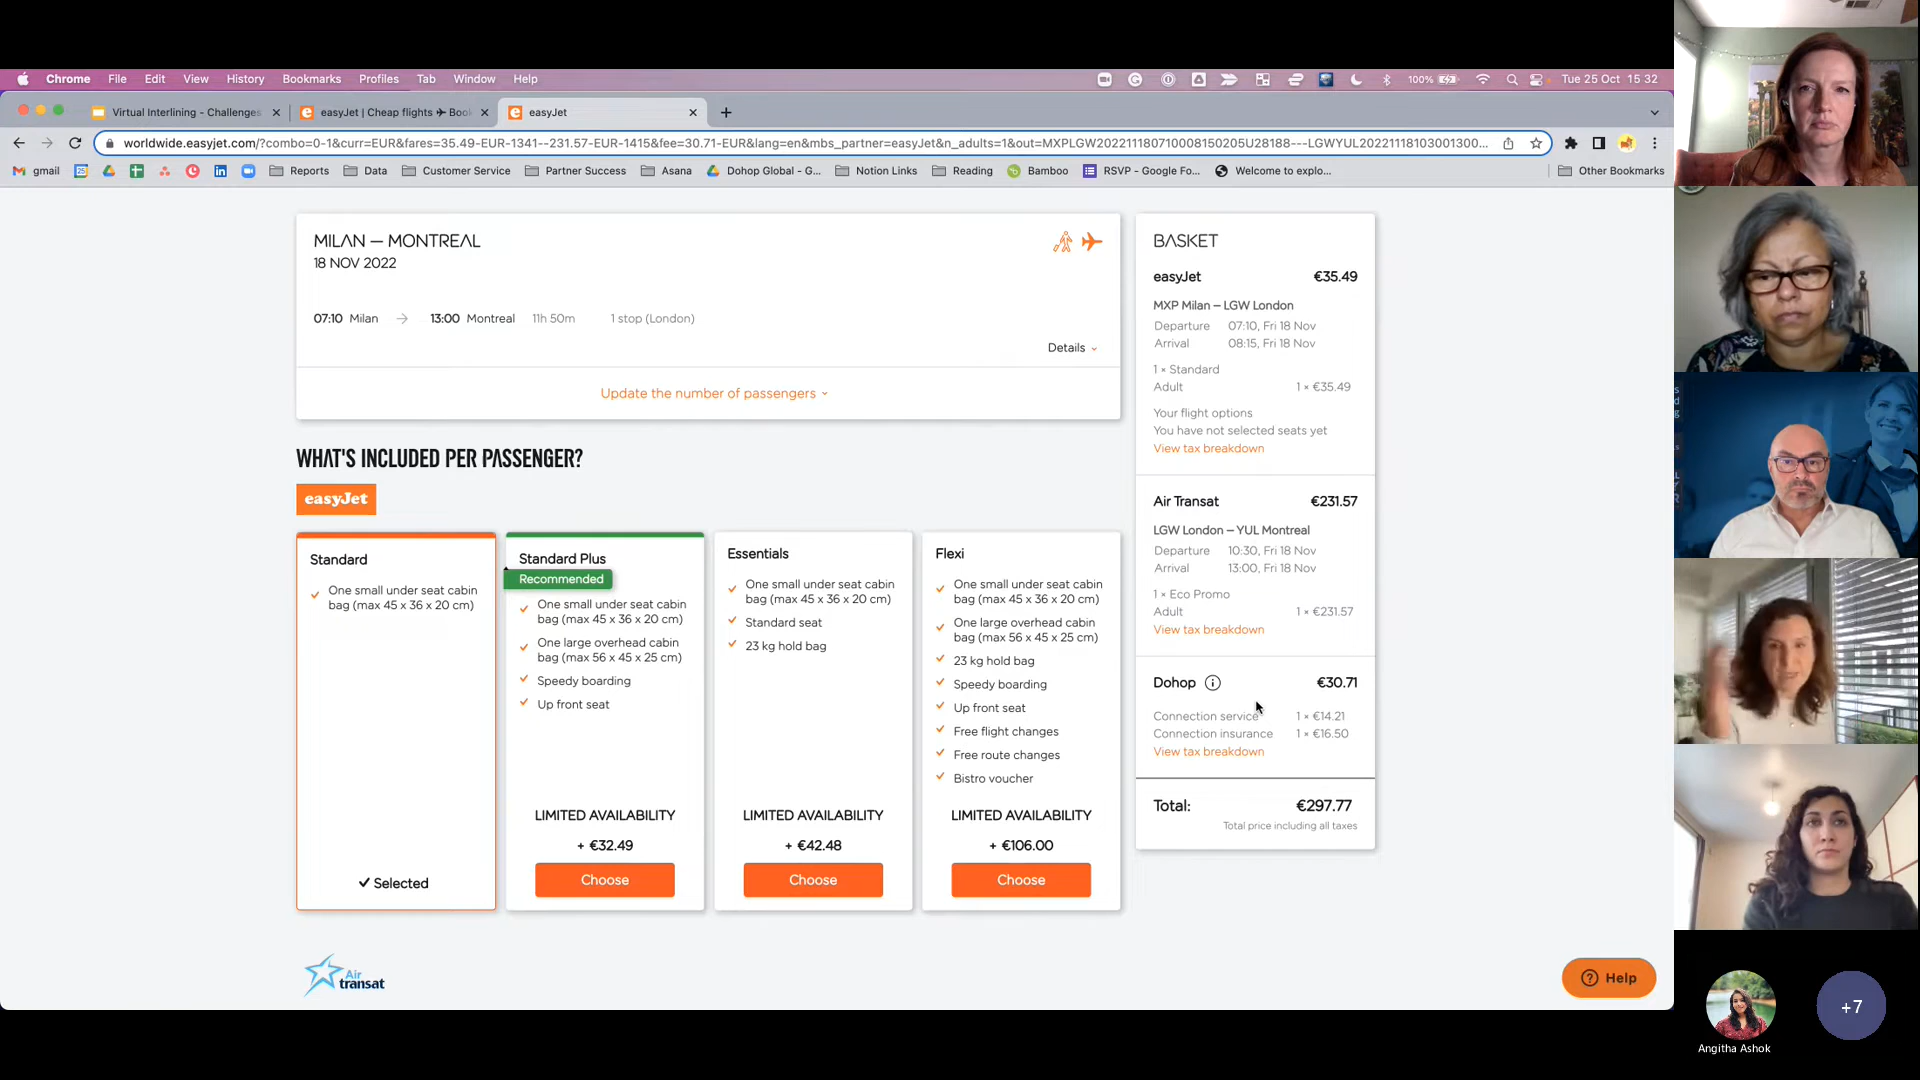 Chrome File Edit View History Bookmarks Profiles Tab Window Help 100% Tue 25 Oct 15 32
Virtual Interlining - Challenges
easyJet | Cheap flights ✈ Boo
easyJet
worldwide.easyjet.com/?combo=0-1&curr=EUR&fares=35.49-EUR-1341--231.57-EUR-1415&fee=30.71-EUR&lang=en&mbs_partner=easyJet&n_adults=1&out=MXPLGW202211180710008150205U28188---LGWYUL20221118103001300...
gmail Reports Data Customer Service Partner Success Asana Dohop Global - G... Notion Links Reading Bamboo RSVP - Google Fo... Welcome to explo... Other Bookmarks
MILAN — MONTREAL
18 NOV 2022
07:10 Milan → 13:00 Montreal 11h 50m 1 stop (London)
Details
Update the number of passengers
WHAT'S INCLUDED PER PASSENGER?
easyJet
Standard
One small under seat cabin
bag (max 45 x 36 x 20 cm)
✓ Selected
Standard Plus
Recommended
One small under seat cabin
bag (max 45 x 36 x 20 cm)
One large overhead cabin
bag (max 56 x 45 x 25 cm)
Speedy boarding
Up front seat
LIMITED AVAILABILITY
+ €32.49
Choose
Essentials
One small under seat cabin
bag (max 45 x 36 x 20 cm)
Standard seat
23 kg hold bag
LIMITED AVAILABILITY
+ €42.48
Choose
Flexi
One small under seat cabin
bag (max 45 x 36 x 20 cm)
One large overhead cabin
bag (max 56 x 45 x 25 cm)
23 kg hold bag
Speedy boarding
Up front seat
Free flight changes
Free route changes
Bistro voucher
LIMITED AVAILABILITY
+ €106.00
Choose
Air
transat
BASKET
easyJet €35.49
MXP Milan – LGW London
Departure 07:10, Fri 18 Nov
Arrival 08:15, Fri 18 Nov
1 × Standard
Adult 1 × €35.49
Your flight options
You have not selected seats yet
View tax breakdown
Air Transat €231.57
LGW London – YUL Montreal
Departure 10:30, Fri 18 Nov
Arrival 13:00, Fri 18 Nov
1 × Eco Promo
Adult 1 × €231.57
View tax breakdown
Dohop €30.71
Connection service 1 × €14.21
Connection insurance 1 × €16.50
View tax breakdown
Total: €297.77
Total price including all taxes
Help
Angitha Ashok
+7